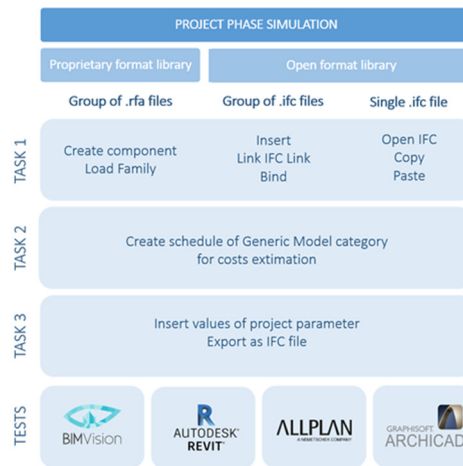 PROJECT PHASE SIMULATION
Proprietary format library
Open format library
Group of .rfa files
Group of .ifc files
Single .ifc file
TASK 1
Create component
Load Family
Insert
Link IFC Link
Bind
Open IFC
Copy
Paste
TASK 2
Create schedule of Generic Model category
for costs extimation
TASK 3
Insert values of project parameter
Export as IFC file
TESTS
BIMVision
AUTODESK®
REVIT®
ALLPLAN
A NEMETSCHEK COMPANY
GRAPHISOFT
ARCHICAD